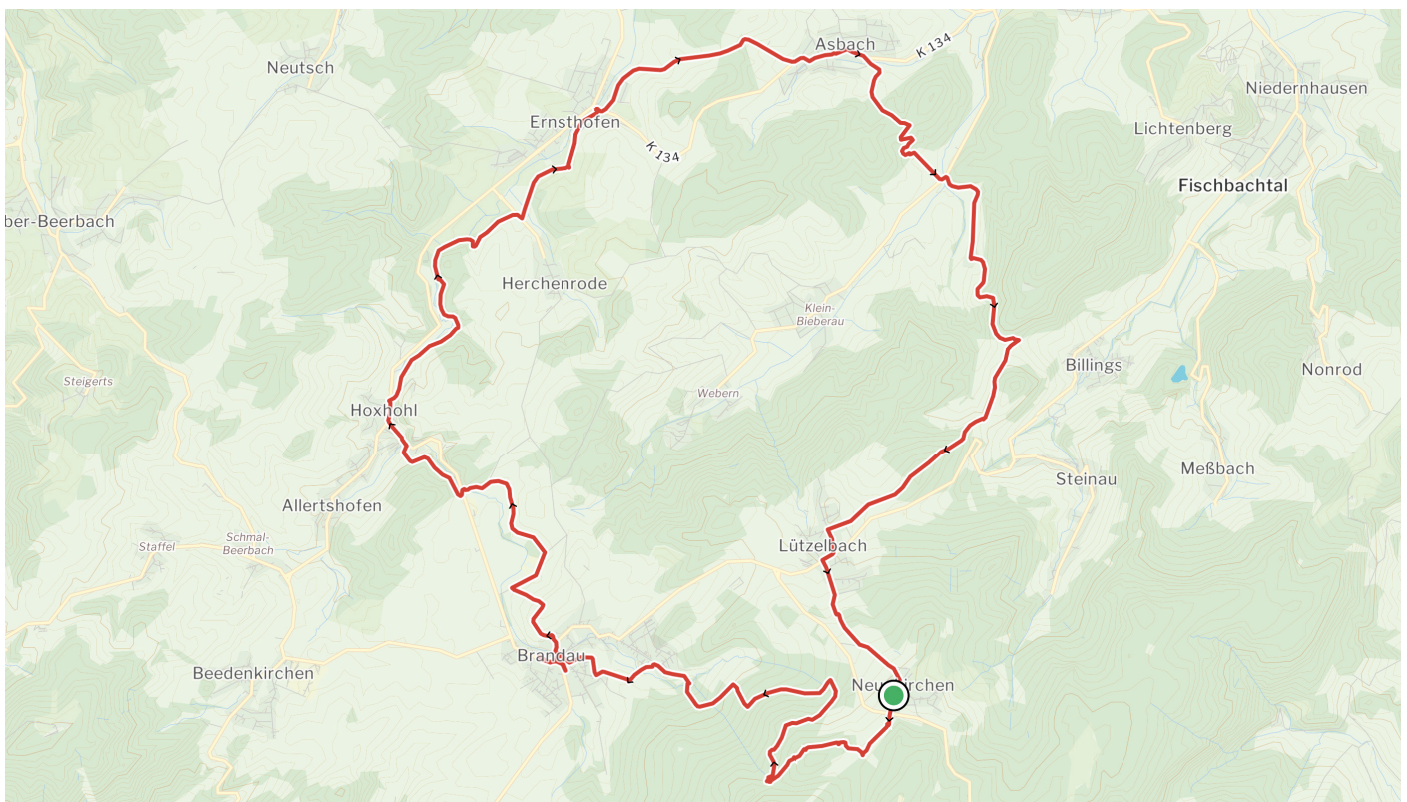 Asbach
K 134
Neutsch
Niedernhausen
Ernsthofen
Lichtenberg
K 134
Fischbachtal
ber-Beerbach
Herchenrode
Klein-
Bieberau
Billings
Nonrod
Steigerts
Webern
Hoxhohl
Meßbach
Steinau
Allertshofen
Schmal-
Beerbach
Staffel
Lützelbach
Brandau
Beedenkirchen
Neunkirchen